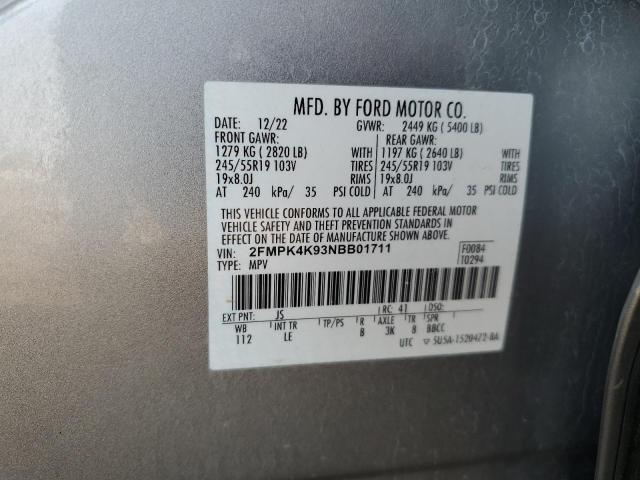 MFD. BY FORD MOTOR CO.
DATE: 12/22 GVWR: 2449 KG ( 5400 LB)
FRONT GAWR: REAR GAWR:
1279 KG ( 2820 LB) WITH 1197 KG ( 2640 LB) WITH
245/55R19 103V TIRES 245/55R19 103V TIRES
19x8.0J RIMS 19x8.0J RIMS
AT 240 kPa/ 35 PSI COLD AT 240 kPa/ 35 PSI COLD
THIS VEHICLE CONFORMS TO ALL APPLICABLE FEDERAL MOTOR
VEHICLE SAFETY AND THEFT PREVENTION STANDARDS IN
EFFECT ON THE DATE OF MANUFACTURE SHOWN ABOVE.
VIN: 2FMPK4K93NBB01711 F0084
TYPE: MPV T0294
EXT PNT: JS RC: 41 DSO:
WB INT TR TP/PS R AXLE TR SPR
112 LE 8 3K 8 BBCC
UTC ▽ 5U5A-1520472-BA